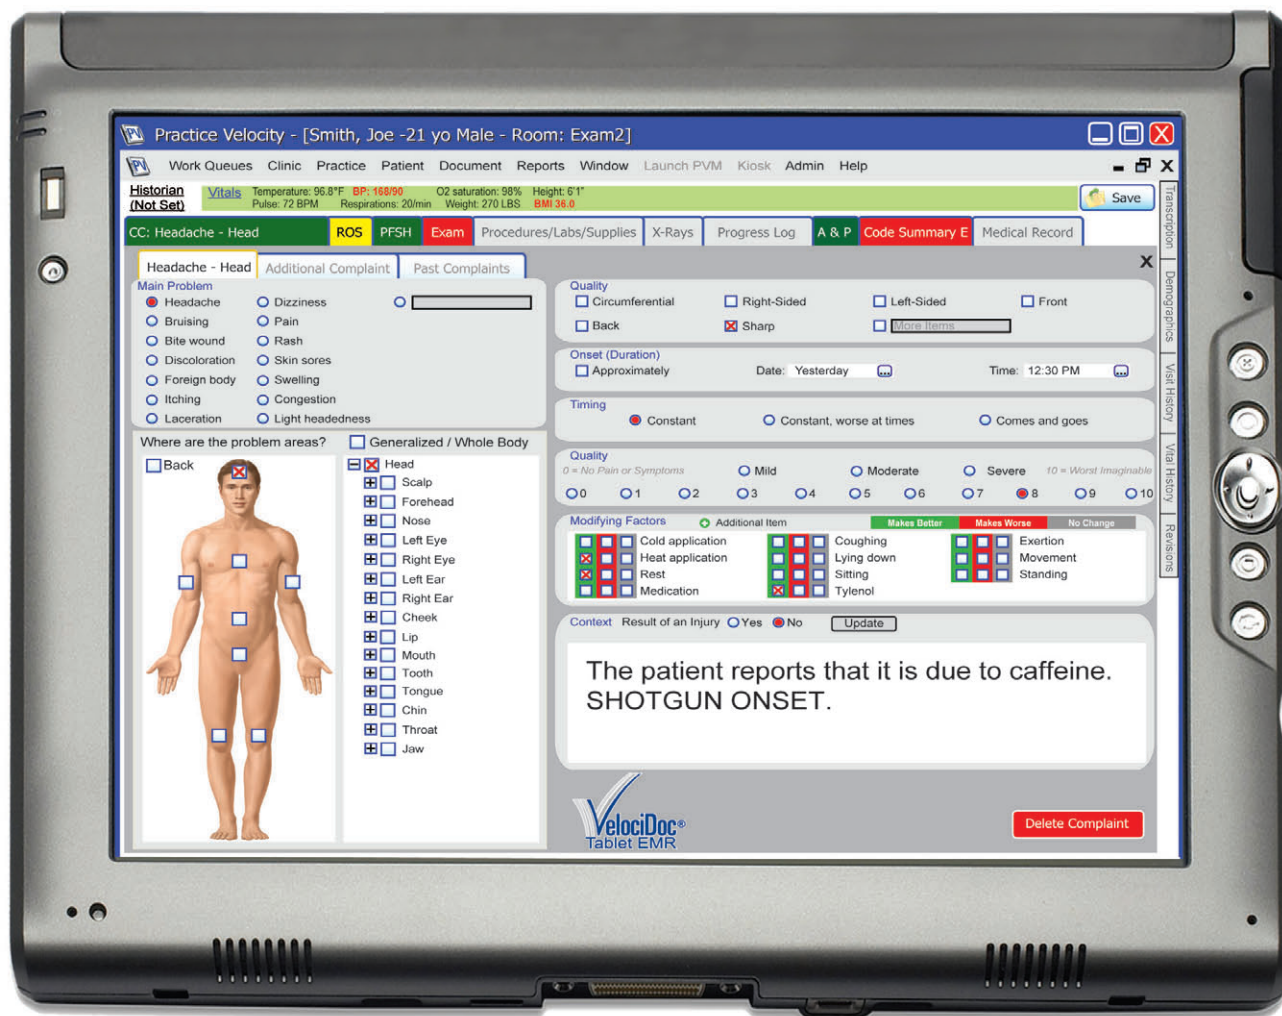 Practice Velocity - [Smith, Joe -21 yo Male - Room: Exam2]
PV Work Queues Clinic Practice Patient Document Reports Window Launch PVM Kiosk Admin Help
Historian
(Not Set)
Vitals
Temperature: 96.8°F BP: 168/90 O2 saturation: 98% Height: 6'1"
Pulse: 72 BPM Respirations: 20/min Weight: 270 LBS BMI 36.0
Save
CC: Headache - Head ROS PFSH Exam Procedures/Labs/Supplies X-Rays Progress Log A & P Code Summary E Medical Record
Headache - Head Additional Complaint Past Complaints
X
Main Problem
Headache Dizziness
Bruising Pain
Bite wound Rash
Discoloration Skin sores
Foreign body Swelling
Itching Congestion
Laceration Light headedness
Where are the problem areas? Generalized / Whole Body
Back
Head
Scalp
Forehead
Nose
Left Eye
Right Eye
Left Ear
Right Ear
Cheek
Lip
Mouth
Tooth
Tongue
Chin
Throat
Jaw
Quality
Circumferential Right-Sided Left-Sided Front
Back Sharp More Items
Onset (Duration)
Approximately Date: Yesterday ... Time: 12:30 PM ...
Timing
Constant Constant, worse at times Comes and goes
Quality
0 = No Pain or Symptoms Mild Moderate Severe 10 = Worst Imaginable
0 1 2 3 4 5 6 7 8 9 10
Modifying Factors Additional Item Makes Better Makes Worse No Change
Cold application Coughing Exertion
Heat application Lying down Movement
Rest Sitting Standing
Medication Tylenol
Context Result of an Injury Yes No Update
The patient reports that it is due to caffeine.
SHOTGUN ONSET.
VelociDoc®
Tablet EMR
Delete Complaint
Transcription
Demographics
Visit History
Vital History
Revisions